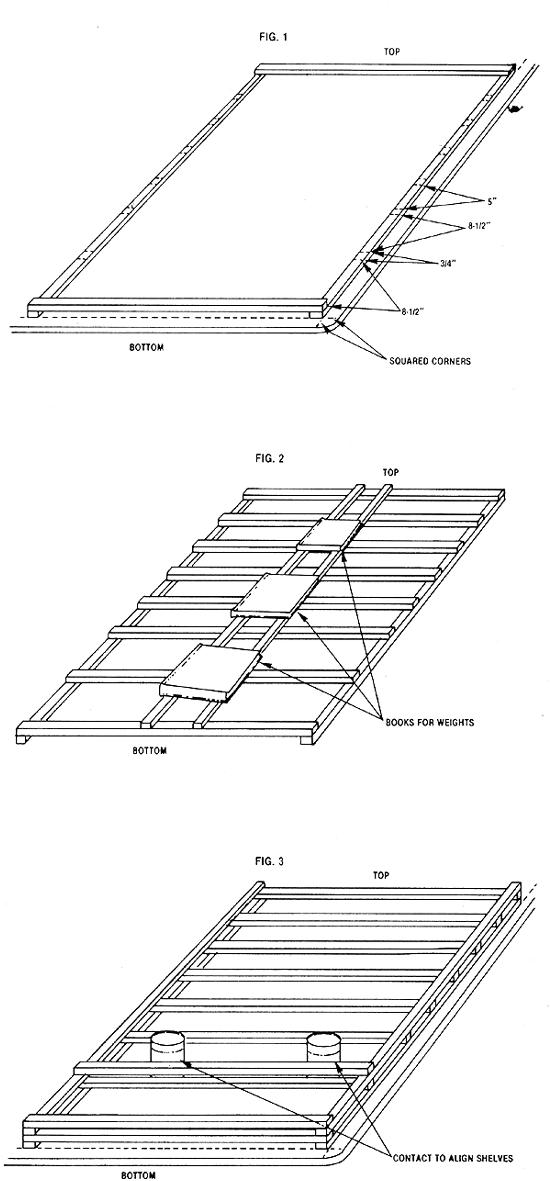 FIG. 1
TOP
5"
8-1/2"
3/4"
8-1/2"
SQUARED CORNERS
BOTTOM
FIG. 2
TOP
BOOKS FOR WEIGHTS
BOTTOM
FIG. 3
TOP
CONTACT TO ALIGN SHELVES
BOTTOM